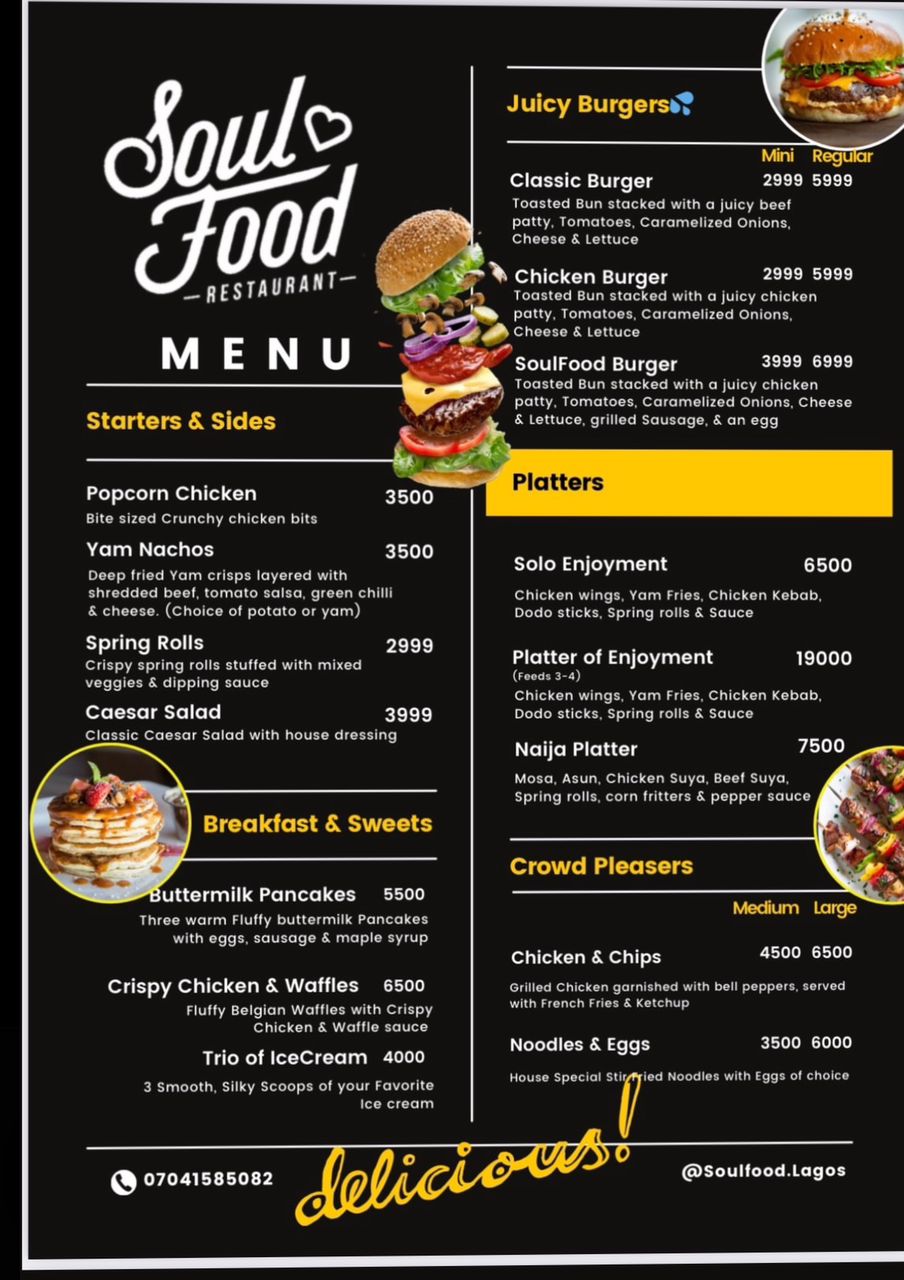 Soul
Food
RESTAURANT
MENU
Starters & Sides
Popcorn Chicken 3500
Bite sized Crunchy chicken bits
Yam Nachos 3500
Deep fried Yam crisps layered with
shredded beef, tomato salsa, green chilli
& cheese. (Choice of potato or yam)
Spring Rolls 2999
Crispy spring rolls stuffed with mixed
veggies & dipping sauce
Caesar Salad 3999
Classic Caesar Salad with house dressing
Breakfast & Sweets
Buttermilk Pancakes 5500
Three warm Fluffy buttermilk Pancakes
with eggs, sausage & maple syrup
Crispy Chicken & Waffles 6500
Fluffy Belgian Waffles with Crispy
Chicken & Waffle sauce
Trio of IceCream 4000
3 Smooth, Silky Scoops of your Favorite
Ice cream
Juicy Burgers💦
Mini Regular
Classic Burger 2999 5999
Toasted Bun stacked with a juicy beef
patty, Tomatoes, Caramelized Onions,
Cheese & Lettuce
Chicken Burger 2999 5999
Toasted Bun stacked with a juicy chicken
patty, Tomatoes, Caramelized Onions,
Cheese & Lettuce
SoulFood Burger 3999 6999
Toasted Bun stacked with a juicy chicken
patty, Tomatoes, Caramelized Onions, Cheese
& Lettuce, grilled Sausage, & an egg
Platters
Solo Enjoyment 6500
Chicken wings, Yam Fries, Chicken Kebab,
Dodo sticks, Spring rolls & Sauce
Platter of Enjoyment 19000
(Feeds 3-4)
Chicken wings, Yam Fries, Chicken Kebab,
Dodo sticks, Spring rolls & Sauce
Naija Platter 7500
Mosa, Asun, Chicken Suya, Beef Suya,
Spring rolls, corn fritters & pepper sauce
Crowd Pleasers
Medium Large
Chicken & Chips 4500 6500
Grilled Chicken garnished with bell peppers, served
with French Fries & Ketchup
Noodles & Eggs 3500 6000
House Special Stir Fried Noodles with Eggs of choice
07041585082
delicious!
@Soulfood.Lagos